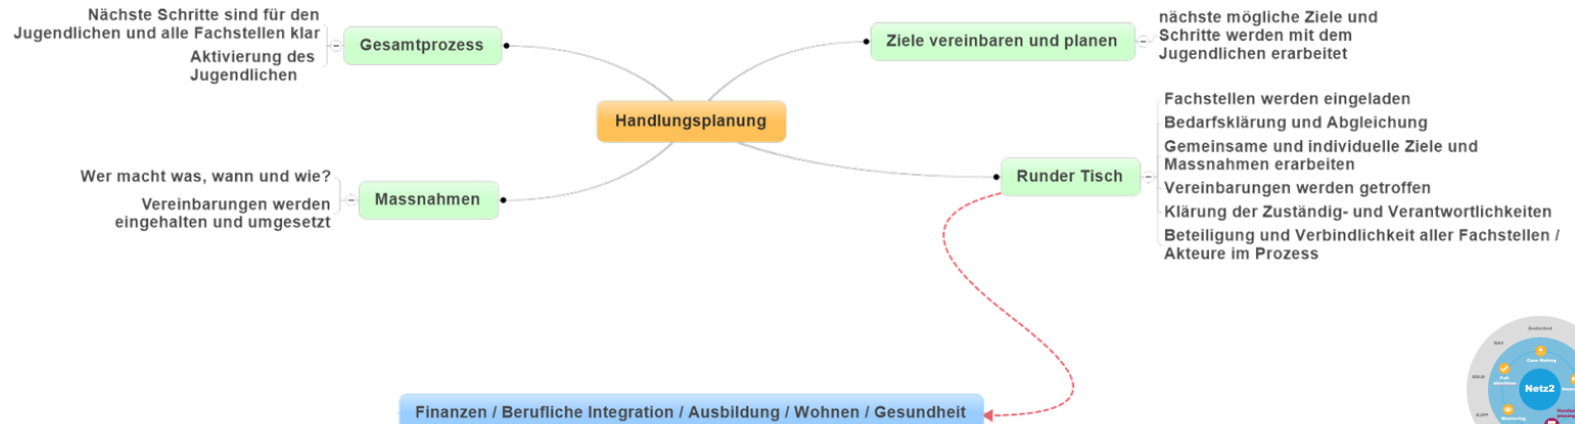 Nächste Schritte sind für den
Jugendlichen und alle Fachstellen klar
Aktivierung des
Jugendlichen
Gesamtprozess
Ziele vereinbaren und planen
nächste mögliche Ziele und
Schritte werden mit dem
Jugendlichen erarbeitet
Handlungsplanung
Wer macht was, wann und wie?
Vereinbarungen werden
eingehalten und umgesetzt
Massnahmen
Runder Tisch
Fachstellen werden eingeladen
Bedarfsklärung und Abgleichung
Gemeinsame und individuelle Ziele und
Massnahmen erarbeiten
Vereinbarungen werden getroffen
Klärung der Zuständig- und Verantwortlichkeiten
Beteiligung und Verbindlichkeit aller Fachstellen /
Akteure im Prozess
Finanzen / Berufliche Integration / Ausbildung / Wohnen / Gesundheit
Netz2